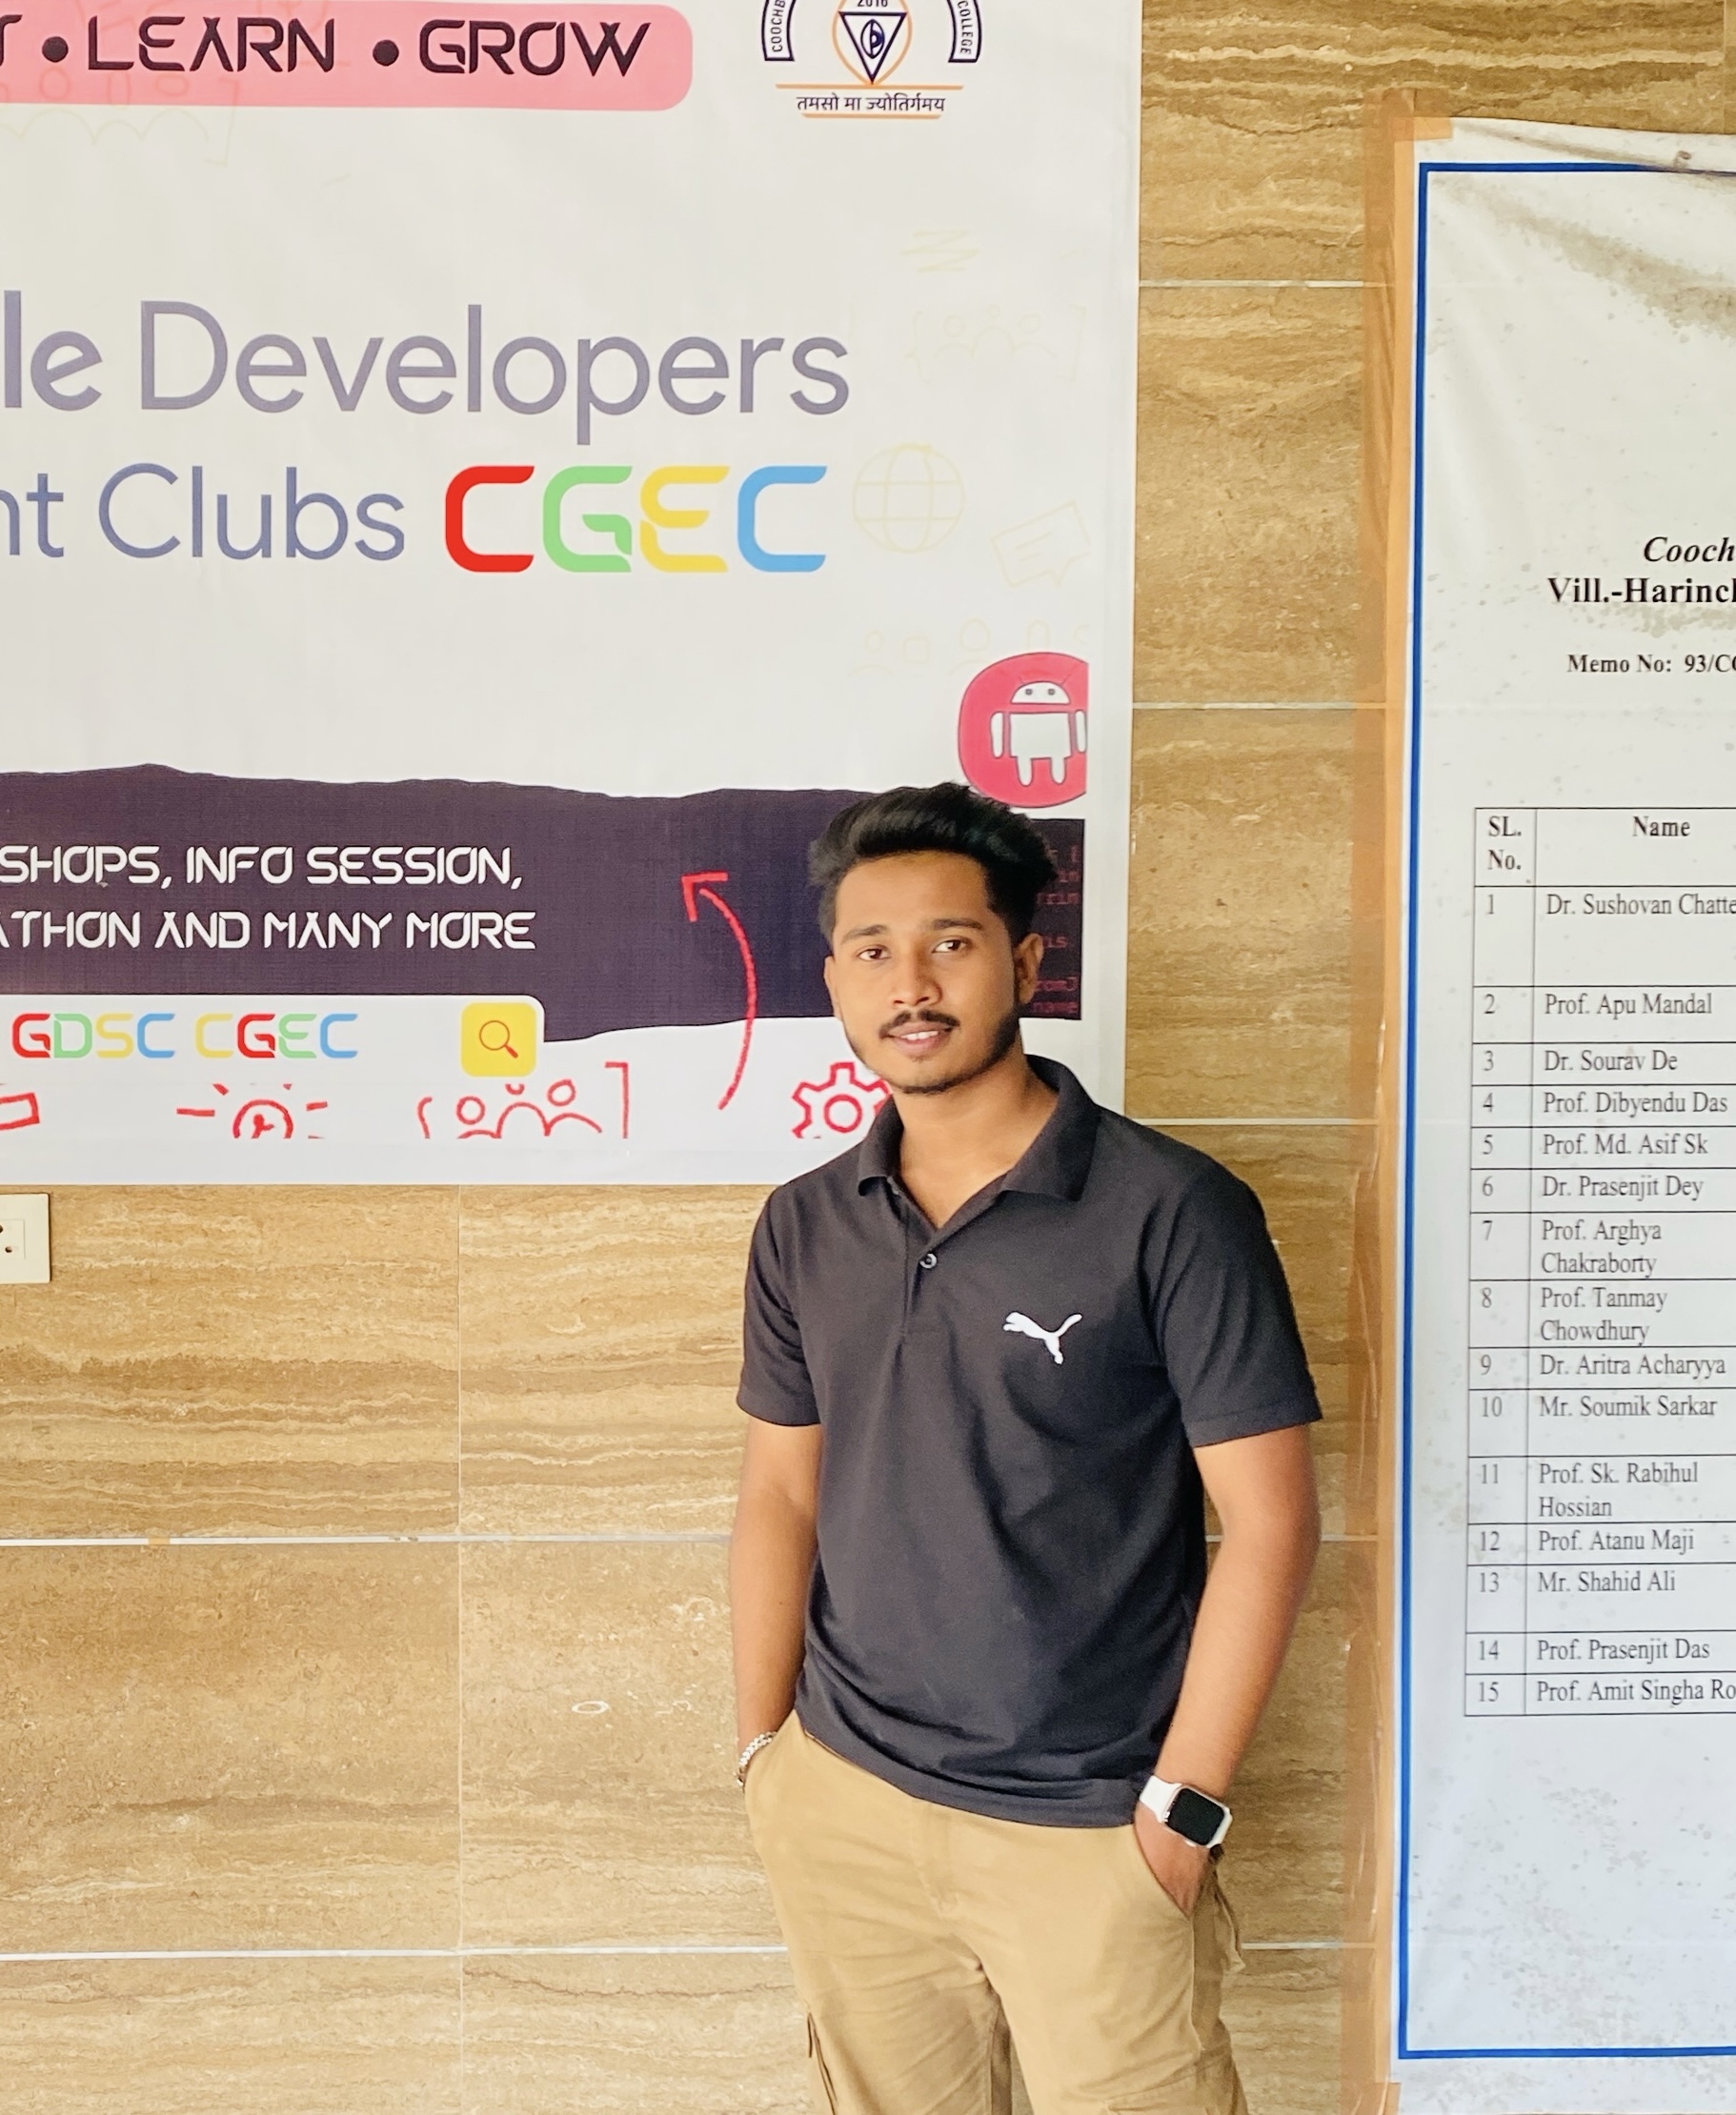 • LEARN • GROW
2016
COLLEGE
तमसो मा ज्योतिर्गमय
le Developers
nt Clubs CGEC
SHOPS, INFO SESSION,
ATHON AND MANY MORE
GDSC CGEC
Cooch
Vill.-Harinch
Memo No: 93/CG
SL. No. Name
1 Dr. Sushovan Chatte
2 Prof. Apu Mandal
3 Dr. Sourav De
4 Prof. Dibyendu Das
5 Prof. Md. Asif Sk
6 Dr. Prasenjit Dey
7 Prof. Arghya
Chakraborty
8 Prof. Tanmay
Chowdhury
9 Dr. Aritra Acharyya
10 Mr. Soumik Sarkar
11 Prof. Sk. Rabihul
Hossian
12 Prof. Atanu Maji
13 Mr. Shahid Ali
14 Prof. Prasenjit Das
15 Prof. Amit Singha Ro